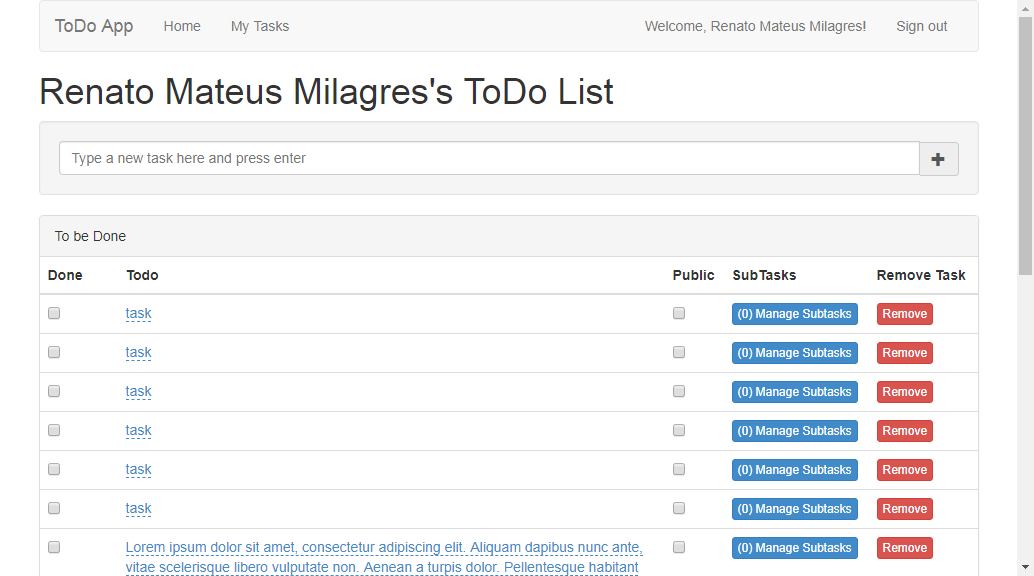 ToDo App Home My Tasks Welcome, Renato Mateus Milagres! Sign out
Renato Mateus Milagres's ToDo List
Type a new task here and press enter
To be Done
Done Todo Public SubTasks Remove Task
task (0) Manage Subtasks Remove
task (0) Manage Subtasks Remove
task (0) Manage Subtasks Remove
task (0) Manage Subtasks Remove
task (0) Manage Subtasks Remove
task (0) Manage Subtasks Remove
Lorem ipsum dolor sit amet, consectetur adipiscing elit. Aliquam dapibus nunc ante, (0) Manage Subtasks Remove
vitae scelerisque libero vulputate non. Aenean a turpis dolor. Pellentesque habitant